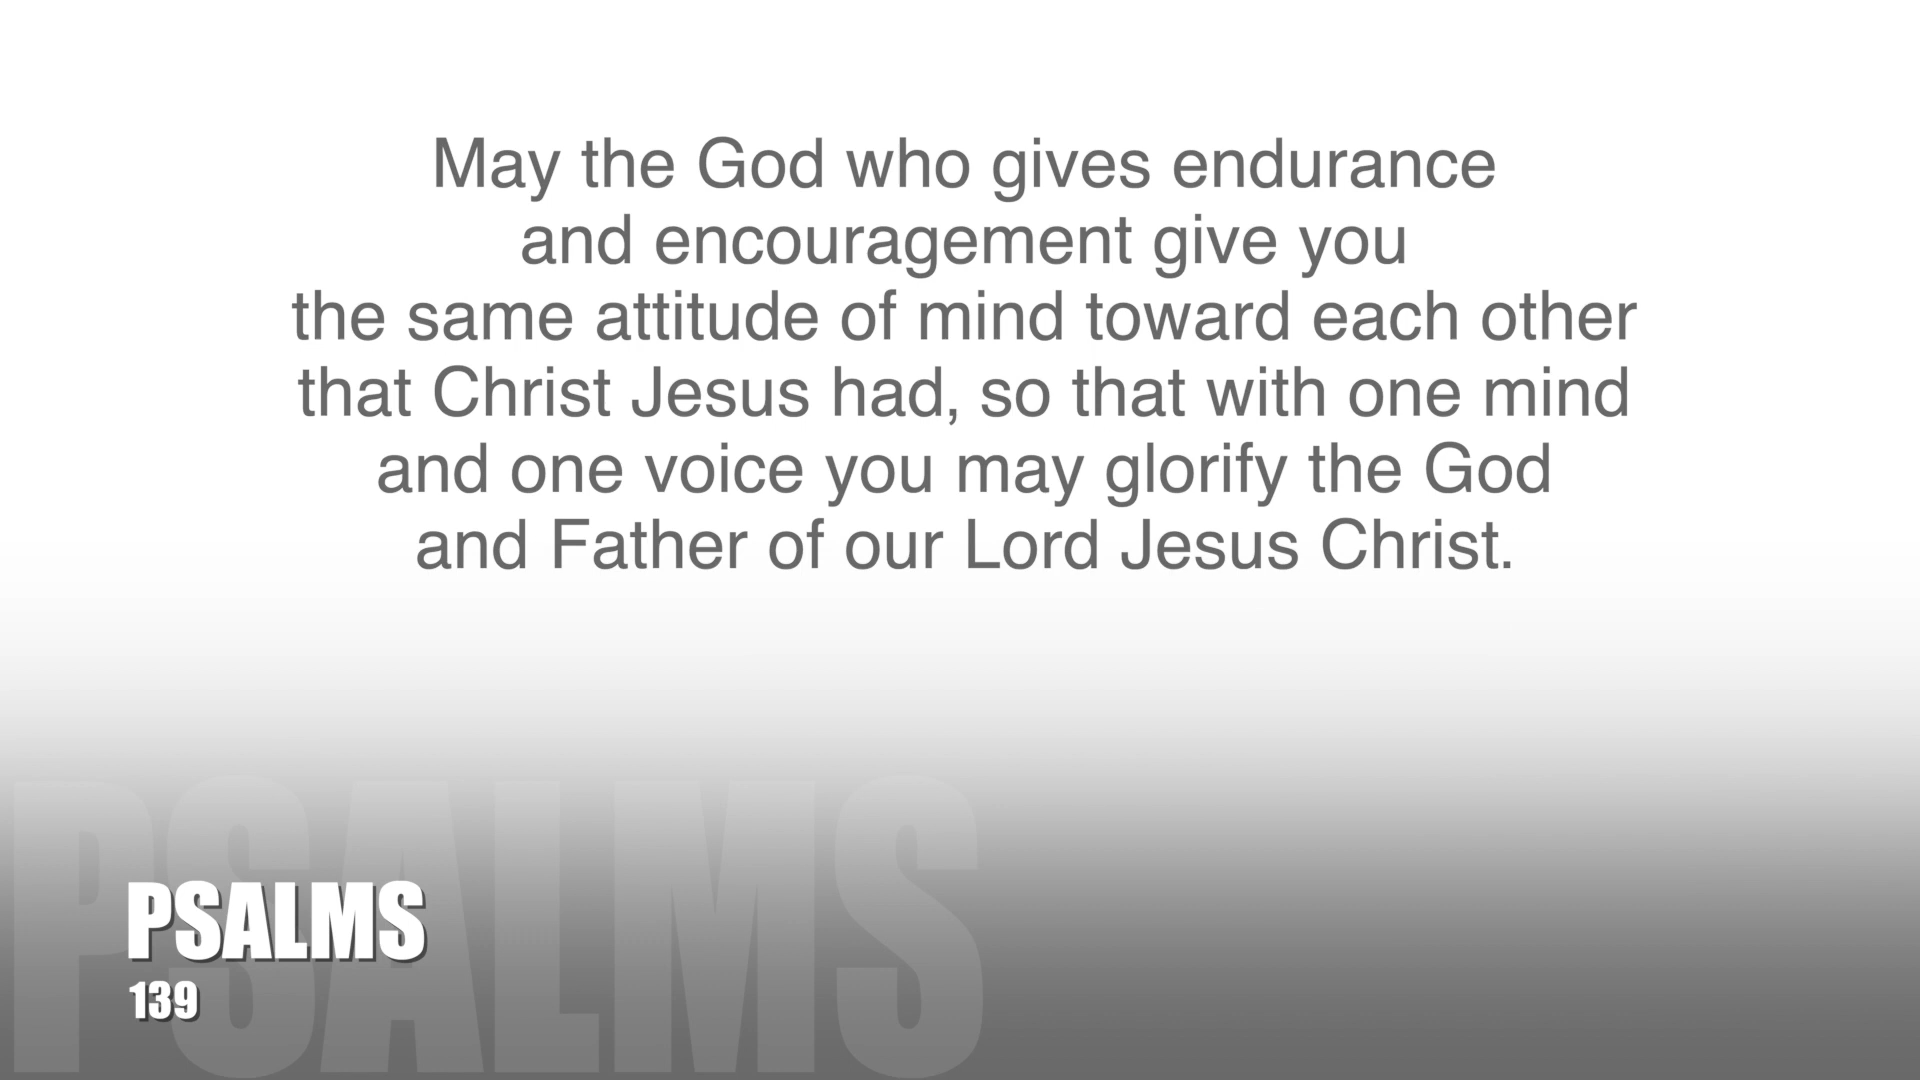 May the God who gives endurance
and encouragement give you
the same attitude of mind toward each other
that Christ Jesus had, so that with one mind
and one voice you may glorify the God
and Father of our Lord Jesus Christ.
PSALMS
PSALMS
139